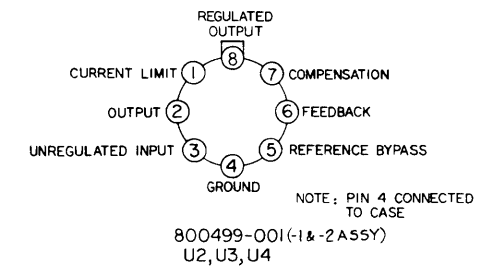 REGULATED
OUTPUT
8
CURRENT LIMIT 1
7 COMPENSATION
OUTPUT 2
6 FEEDBACK
UNREGULATED INPUT 3
5 REFERENCE BYPASS
4
GROUND
NOTE: PIN 4 CONNECTED
TO CASE
800499-001 (-1 & -2 ASSY)
U2, U3, U4